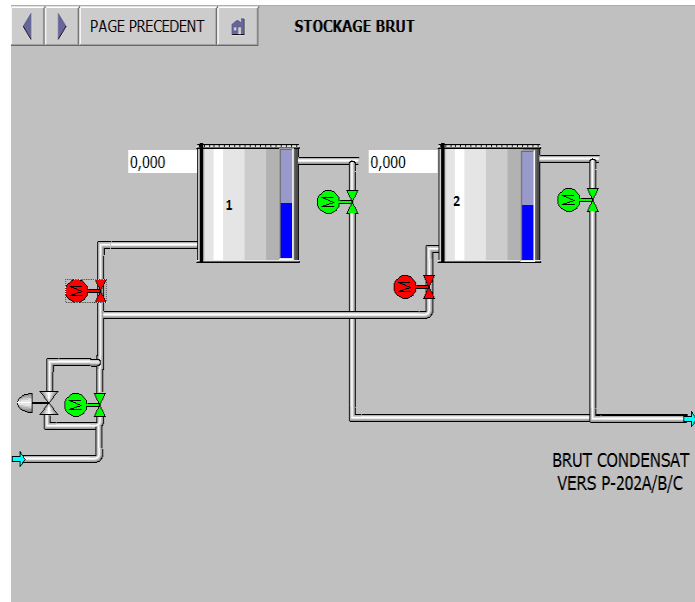 PAGE PRECEDENT
STOCKAGE BRUT
0,000
0,000
1
2
M
M
M
M
M
BRUT CONDENSAT
VERS P-202A/B/C